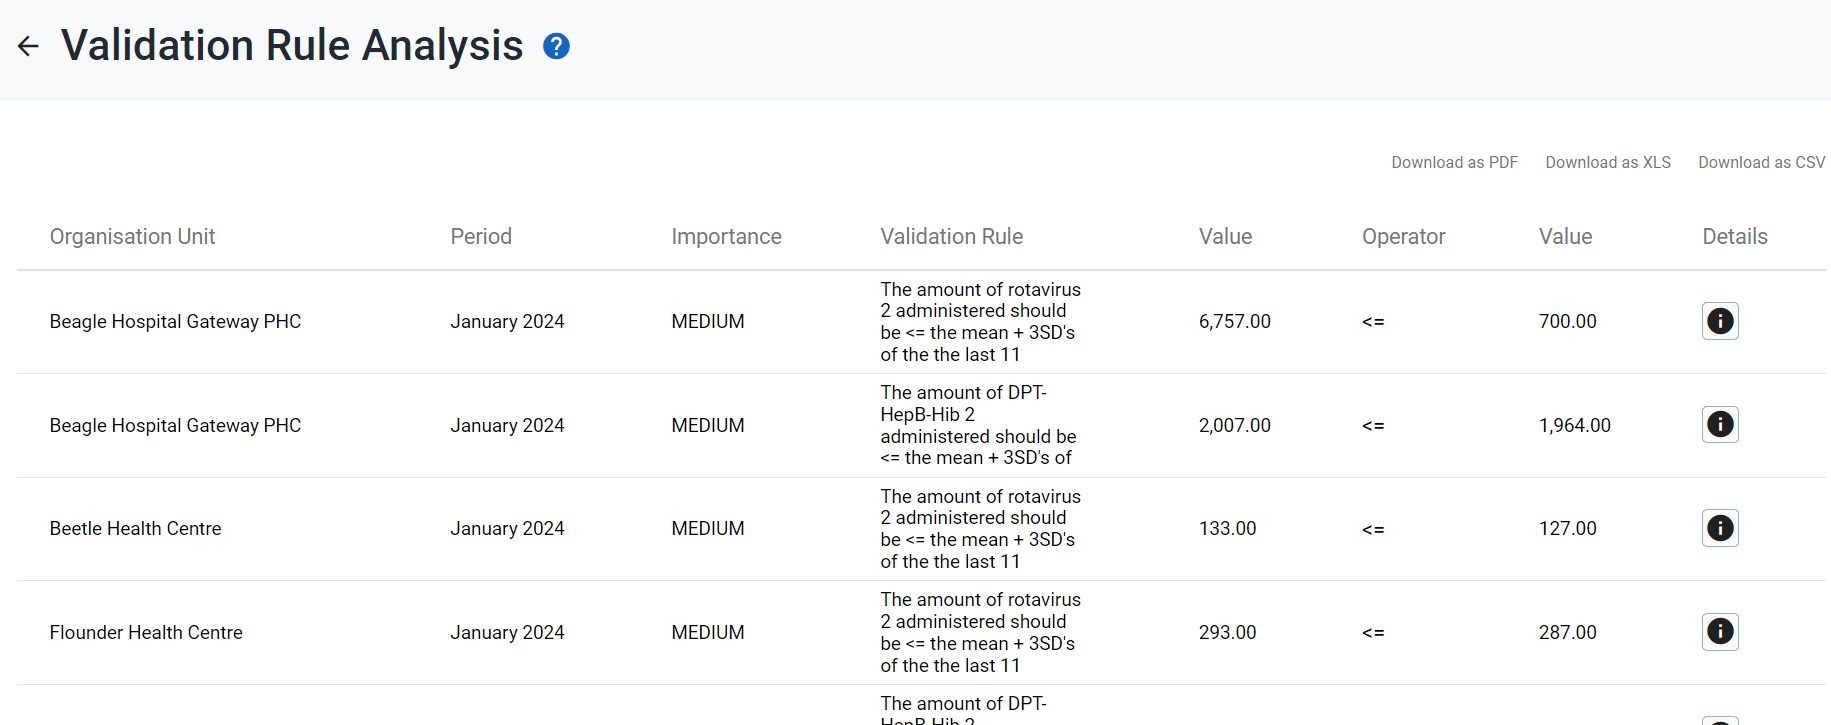 Validation Rule Analysis ?
Download as PDF Download as XLS Download as CSV
Organisation Unit Period Importance Validation Rule Value Operator Value Details
Beagle Hospital Gateway PHC January 2024 MEDIUM
The amount of rotavirus
2 administered should
be <= the mean + 3SD's
of the the last 11
6,757.00 <= 700.00
Beagle Hospital Gateway PHC January 2024 MEDIUM
The amount of DPT-
HepB-Hib 2
administered should be
<= the mean + 3SD's of
2,007.00 <= 1,964.00
Beetle Health Centre January 2024 MEDIUM
The amount of rotavirus
2 administered should
be <= the mean + 3SD's
of the the last 11
133.00 <= 127.00
Flounder Health Centre January 2024 MEDIUM
The amount of rotavirus
2 administered should
be <= the mean + 3SD's
of the the last 11
293.00 <= 287.00
The amount of DPT-
HepB-Hib 2